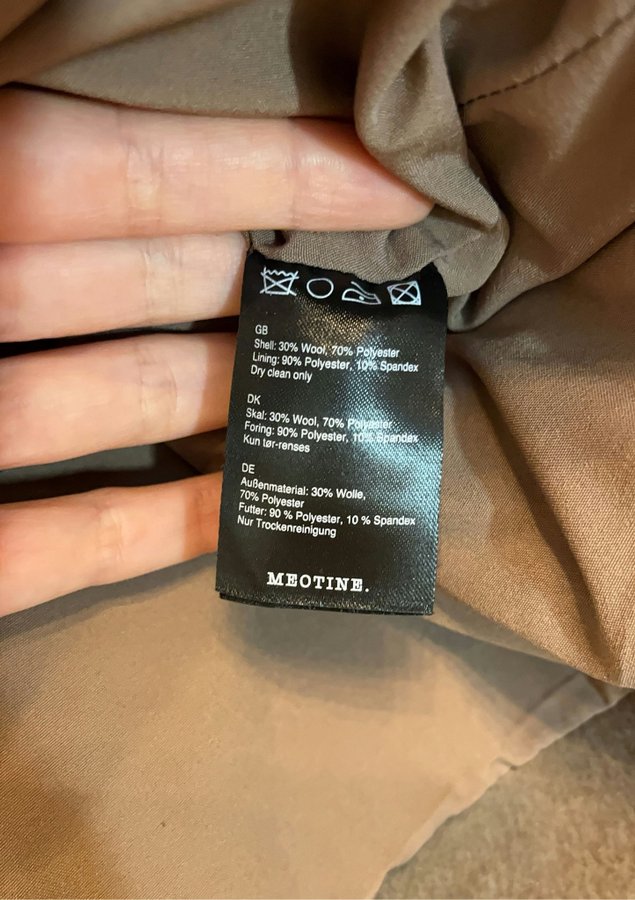 GB
Shell: 30% Wool, 70% Polyester
Lining: 90% Polyester, 10% Spandex
Dry clean only
DK
Skal: 30% Wool, 70% Polyester
Foring: 90% Polyester, 10% Spandex
Kun tør-renses
DE
Außenmaterial: 30% Wolle,
70% Polyester
Futter: 90 % Polyester, 10 % Spandex
Nur Trockenreinigung
MEOTINE.